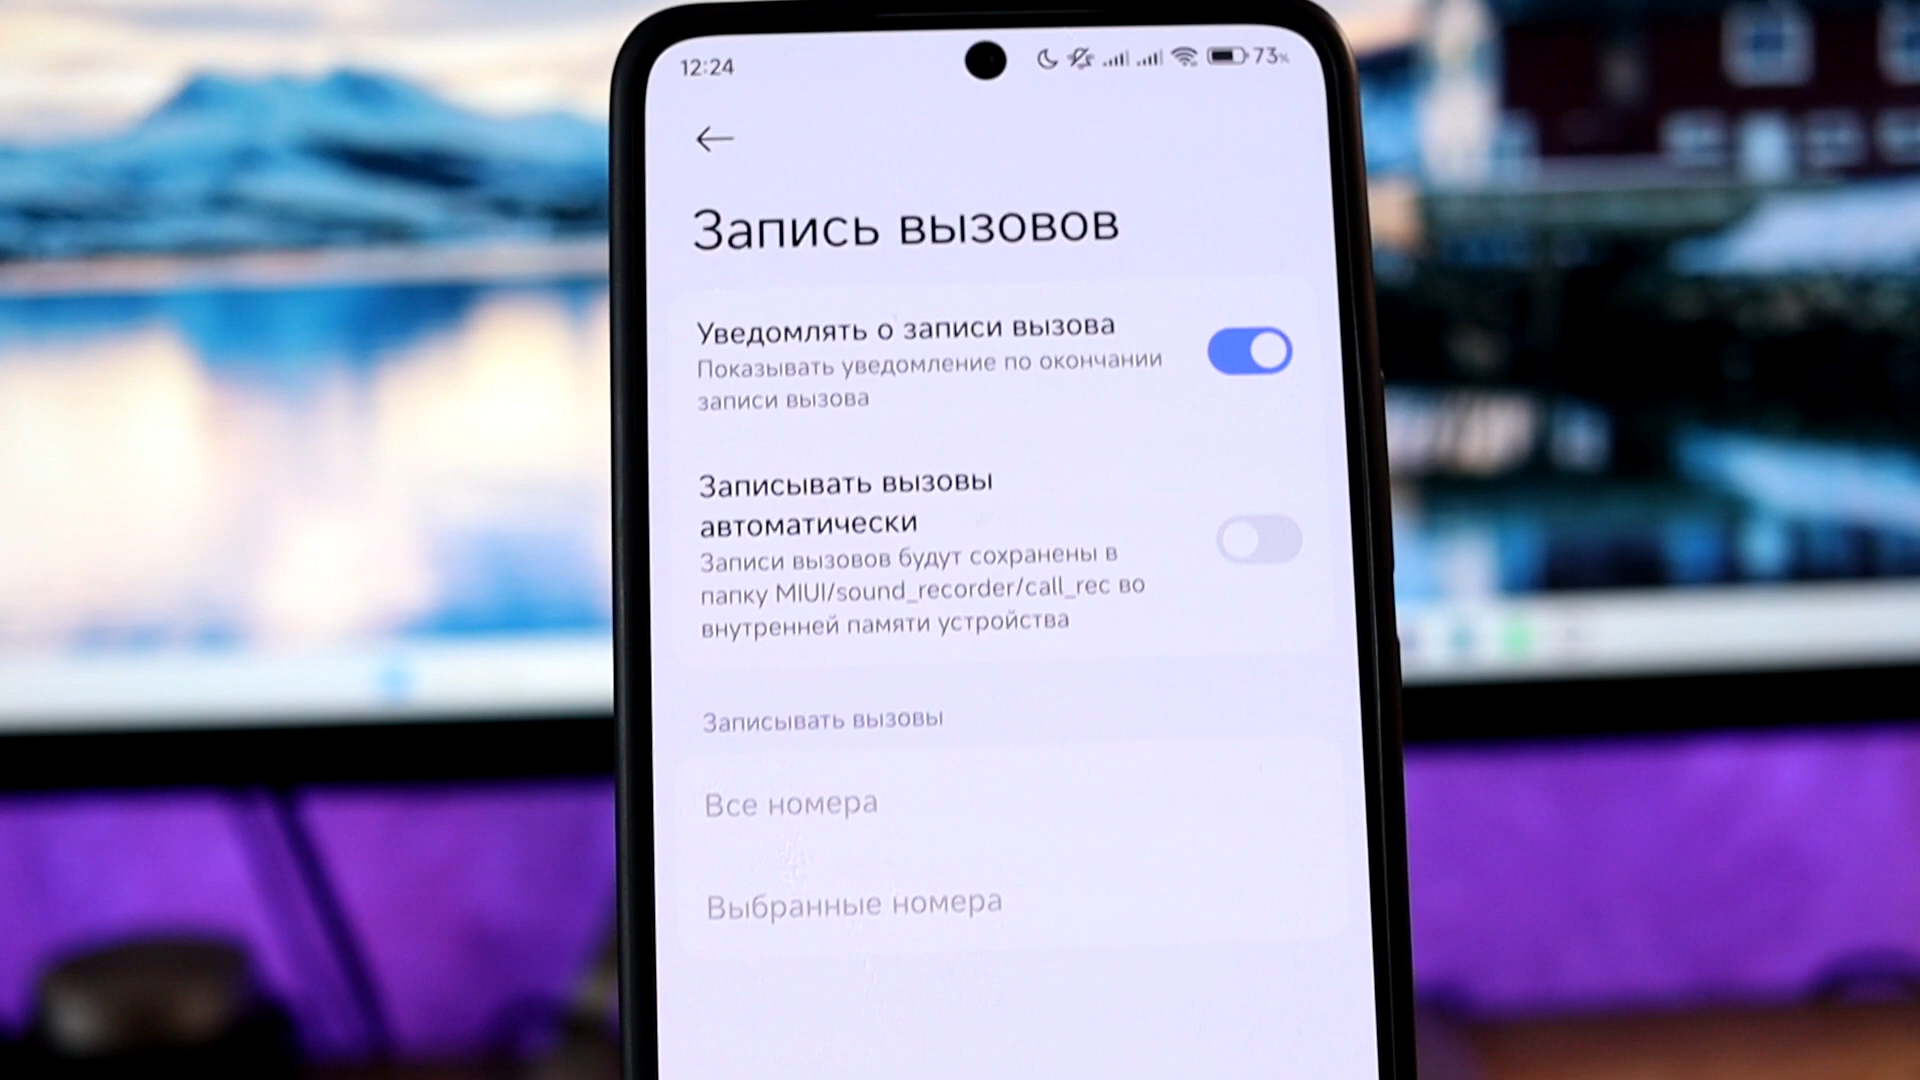 12:24
73%
Запись вызовов
Уведомлять о записи вызова
Показывать уведомление по окончании
записи вызова
Записывать вызовы
автоматически
Записи вызовов будут сохранены в
папку MIUI/sound_recorder/call_rec во
внутренней памяти устройства
Записывать вызовы
Все номера
Выбранные номера